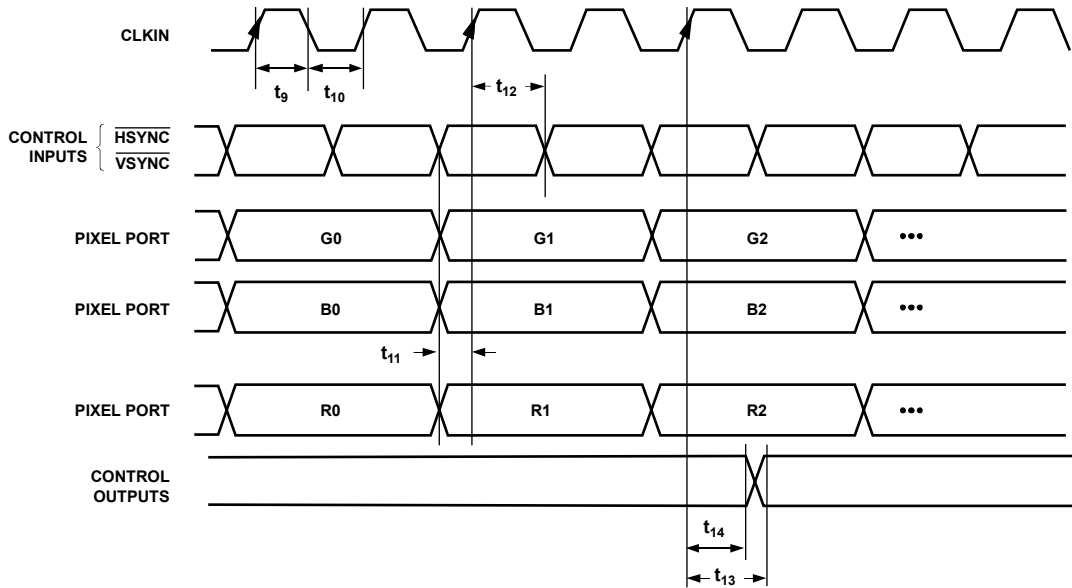 CLKIN
t9 t10
t12
CONTROL INPUTS { HSYNC
VSYNC
PIXEL PORT G0 G1 G2 •••
PIXEL PORT B0 B1 B2 •••
t11
PIXEL PORT R0 R1 R2 •••
CONTROL
OUTPUTS
t14
t13